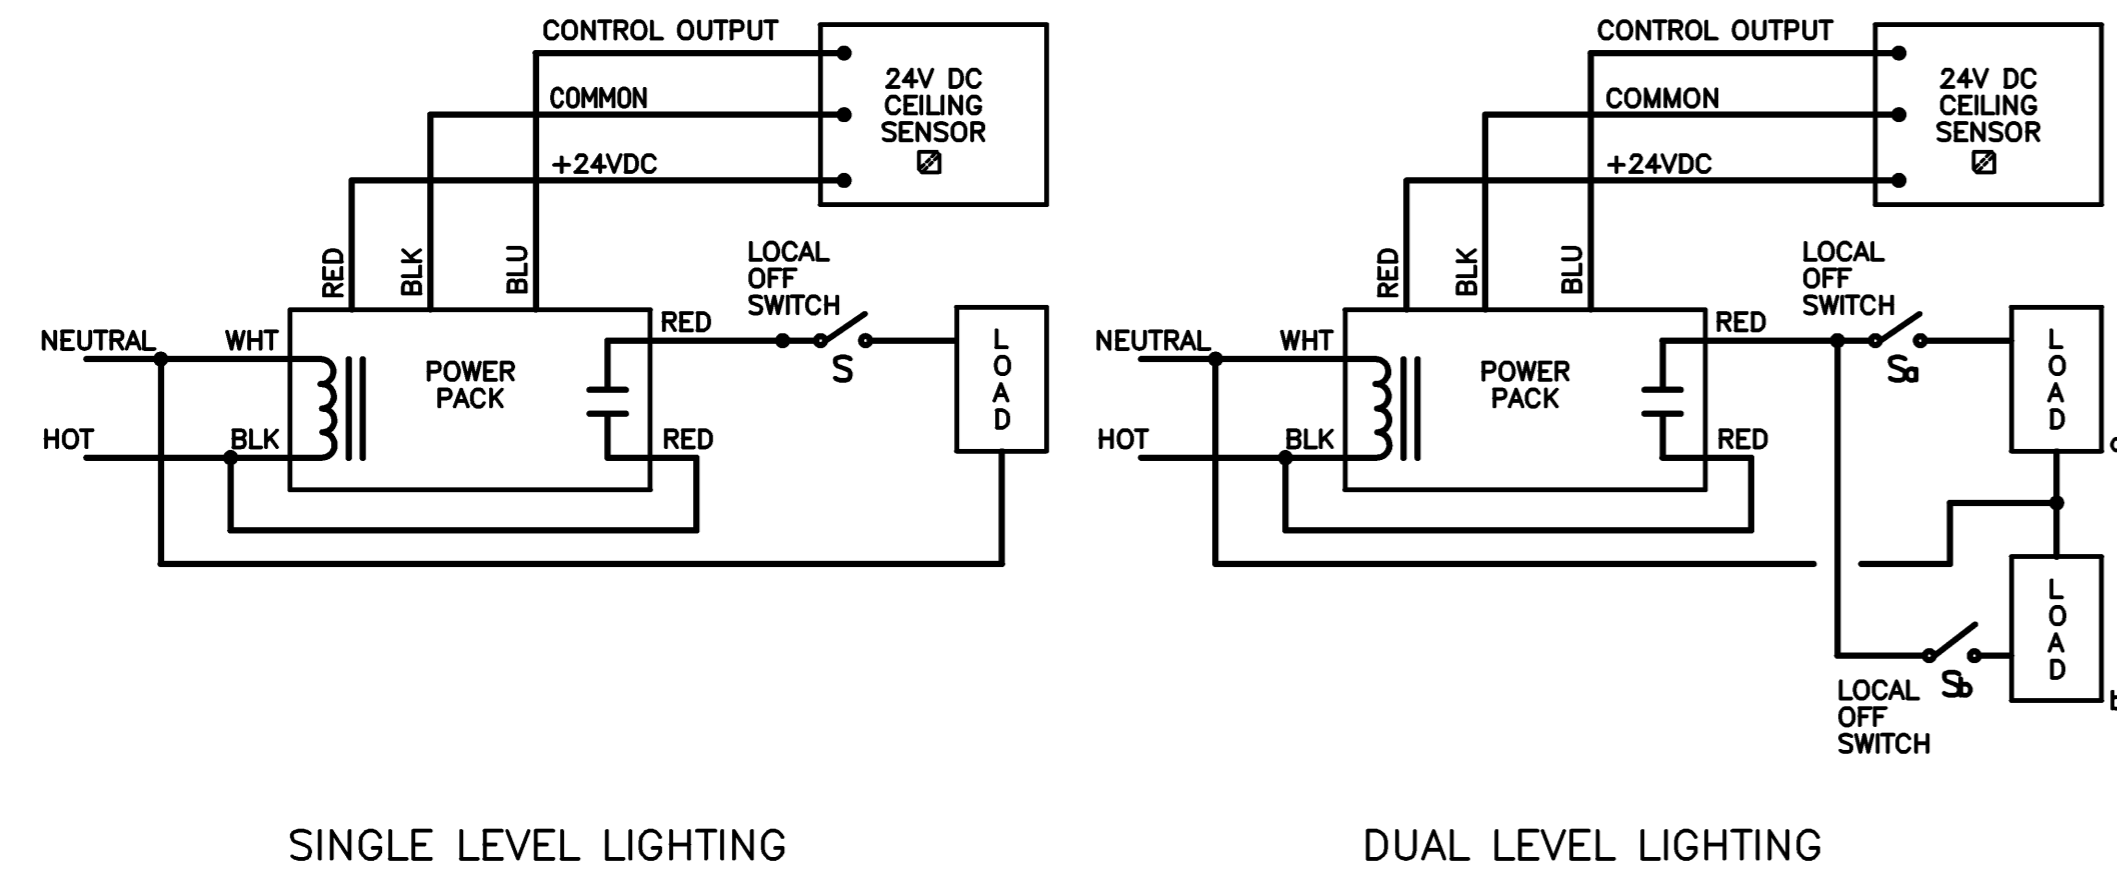 CONTROL OUTPUT
24V DC
CEILING
SENSOR
COMMON
+24VDC
RED
BLK
BLU
LOCAL
OFF
SWITCH
NEUTRAL
WHT
RED
S
POWER
PACK
LOAD
HOT
BLK
RED
SINGLE LEVEL LIGHTING
CONTROL OUTPUT
24V DC
CEILING
SENSOR
COMMON
+24VDC
RED
BLK
BLU
LOCAL
OFF
SWITCH
NEUTRAL
WHT
RED
Sa
POWER
PACK
LOAD
HOT
BLK
RED
LOAD
Sb
LOCAL
OFF
SWITCH
DUAL LEVEL LIGHTING